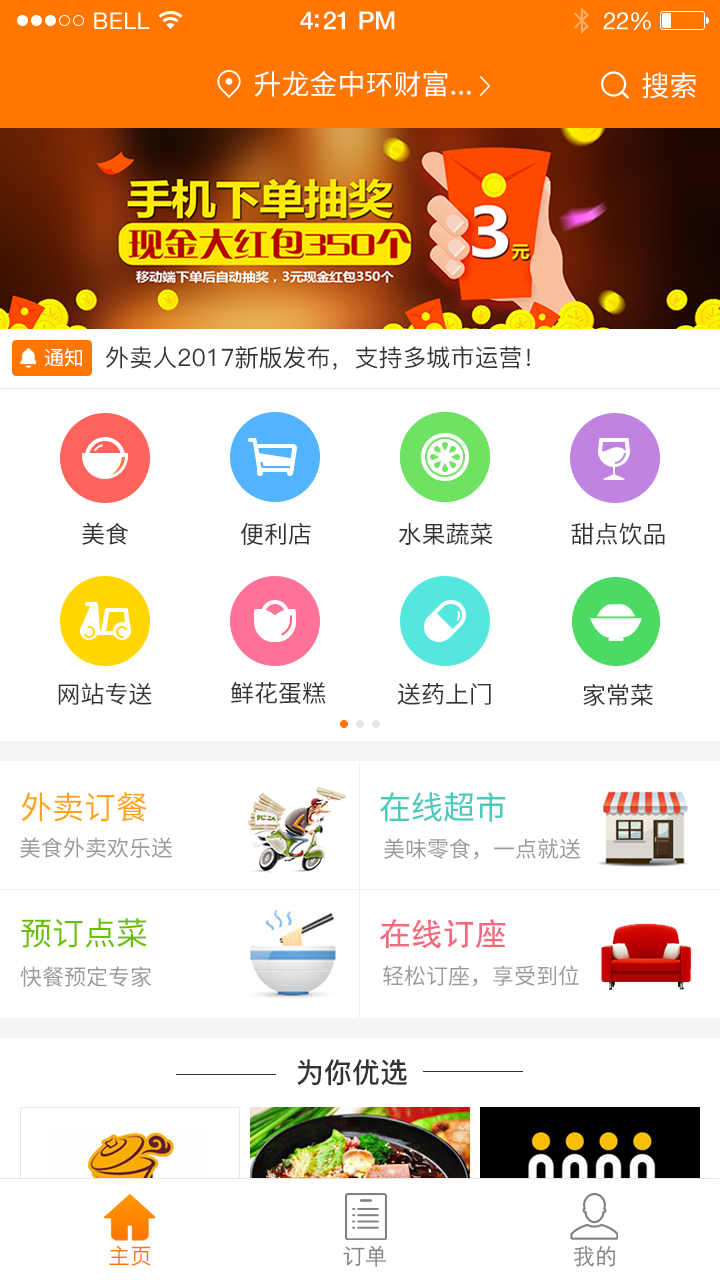 BELL 4:21 PM 22%
升龙金中环财富... 搜索
手机下单抽奖
现金大红包350个
移动端下单后自动抽奖，3元现金红包350个
3元
通知 外卖人2017新版发布，支持多城市运营！
美食 便利店 水果蔬菜 甜点饮品
网站专送 鲜花蛋糕 送药上门 家常菜
外卖订餐
美食外卖欢乐送
PIZZA
在线超市
美味零食，一点就送
预订点菜
快餐预定专家
在线订座
轻松订座，享受到位
为你优选
主页 订单 我的